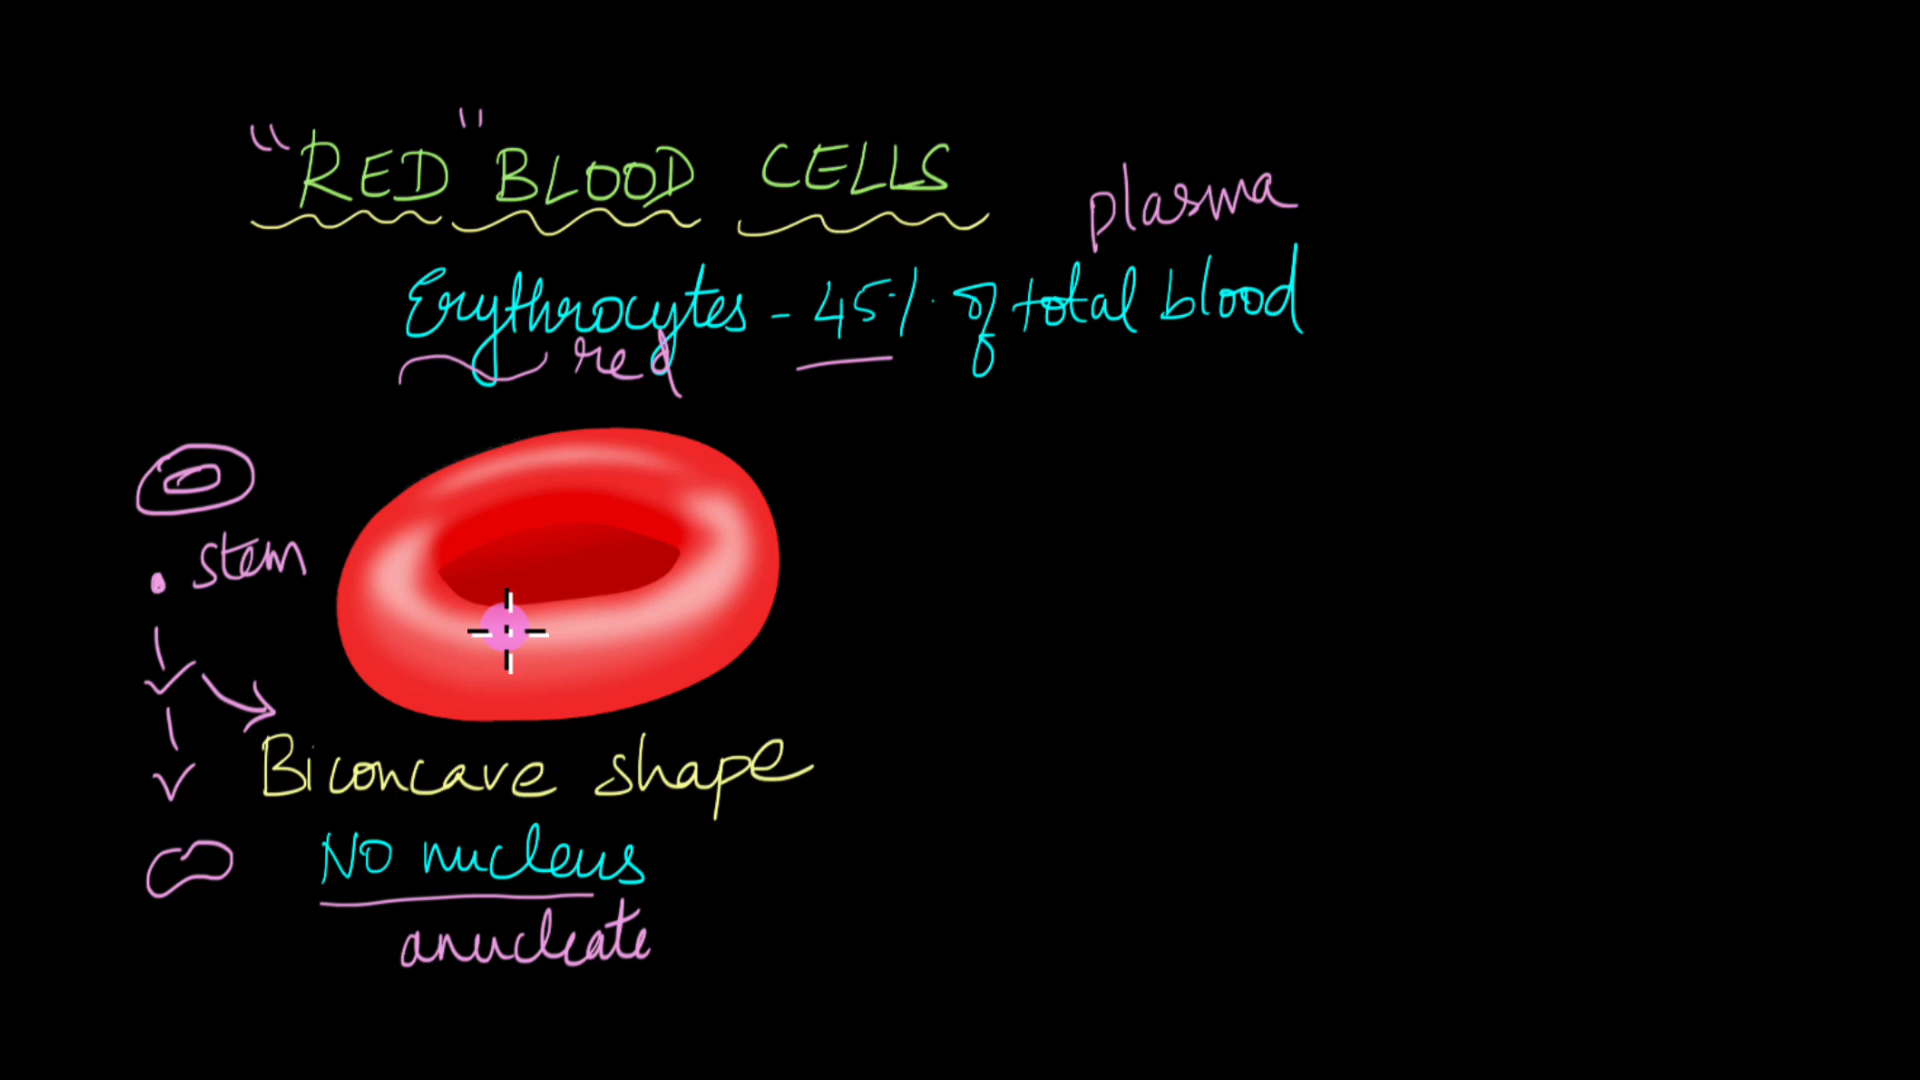 "RED" BLOOD CELLS
plasma
Erythrocytes - 45% of total blood
red
stem
Biconcave shape
NO nucleus
anucleate